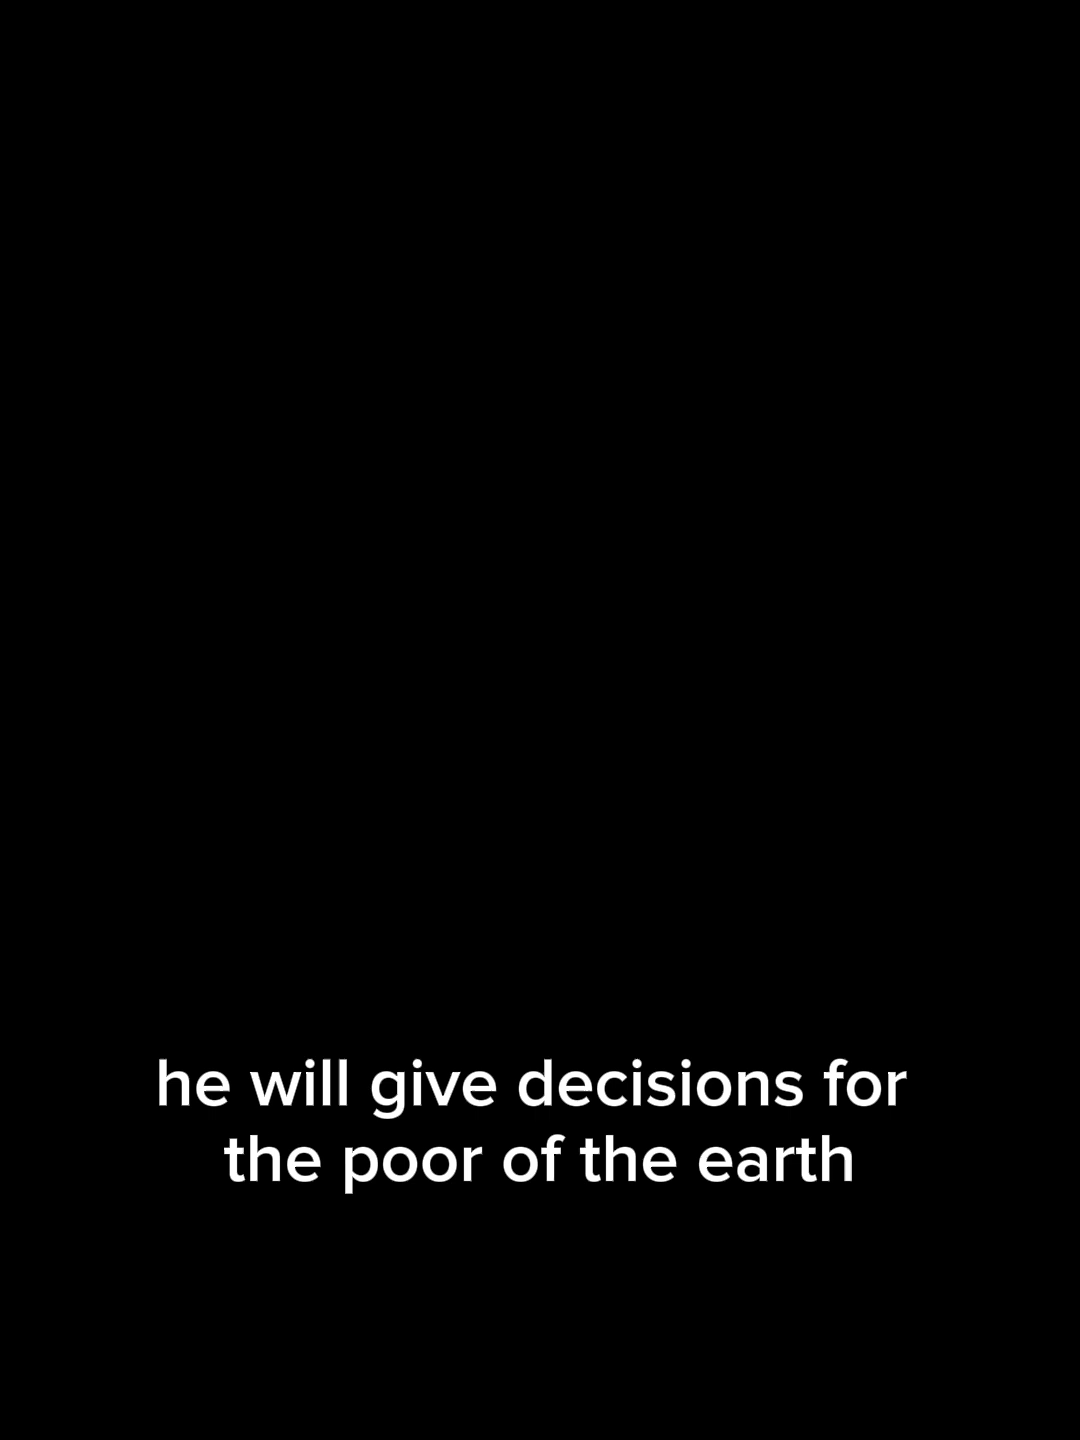 he will give decisions for
the poor of the earth